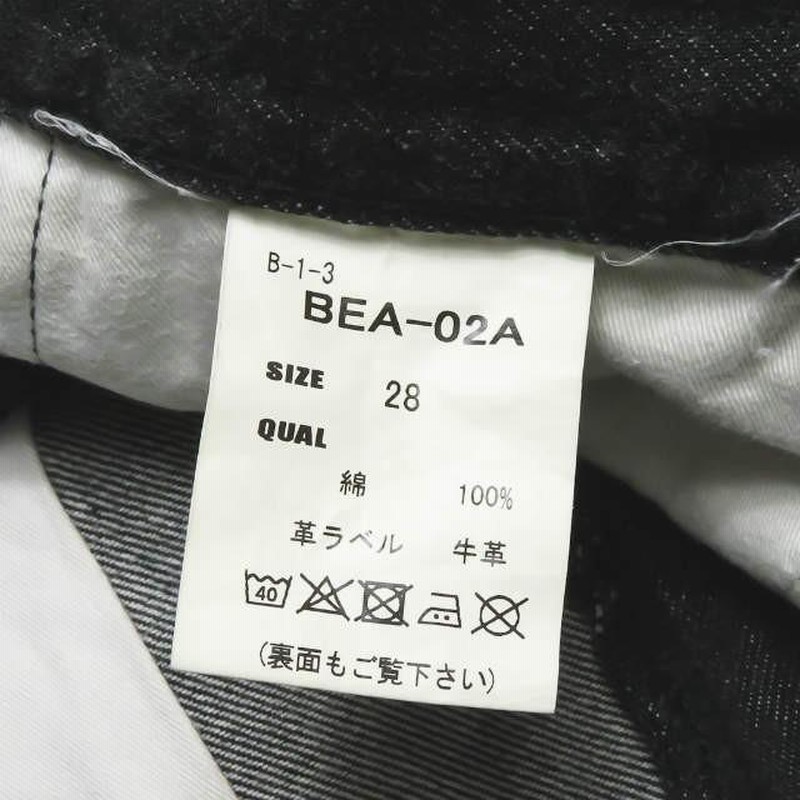 B-1-3
BEA-02A
SIZE 28
QUAL
綿 100%
革ラベル 牛革
40
(裏面もご覧下さい)